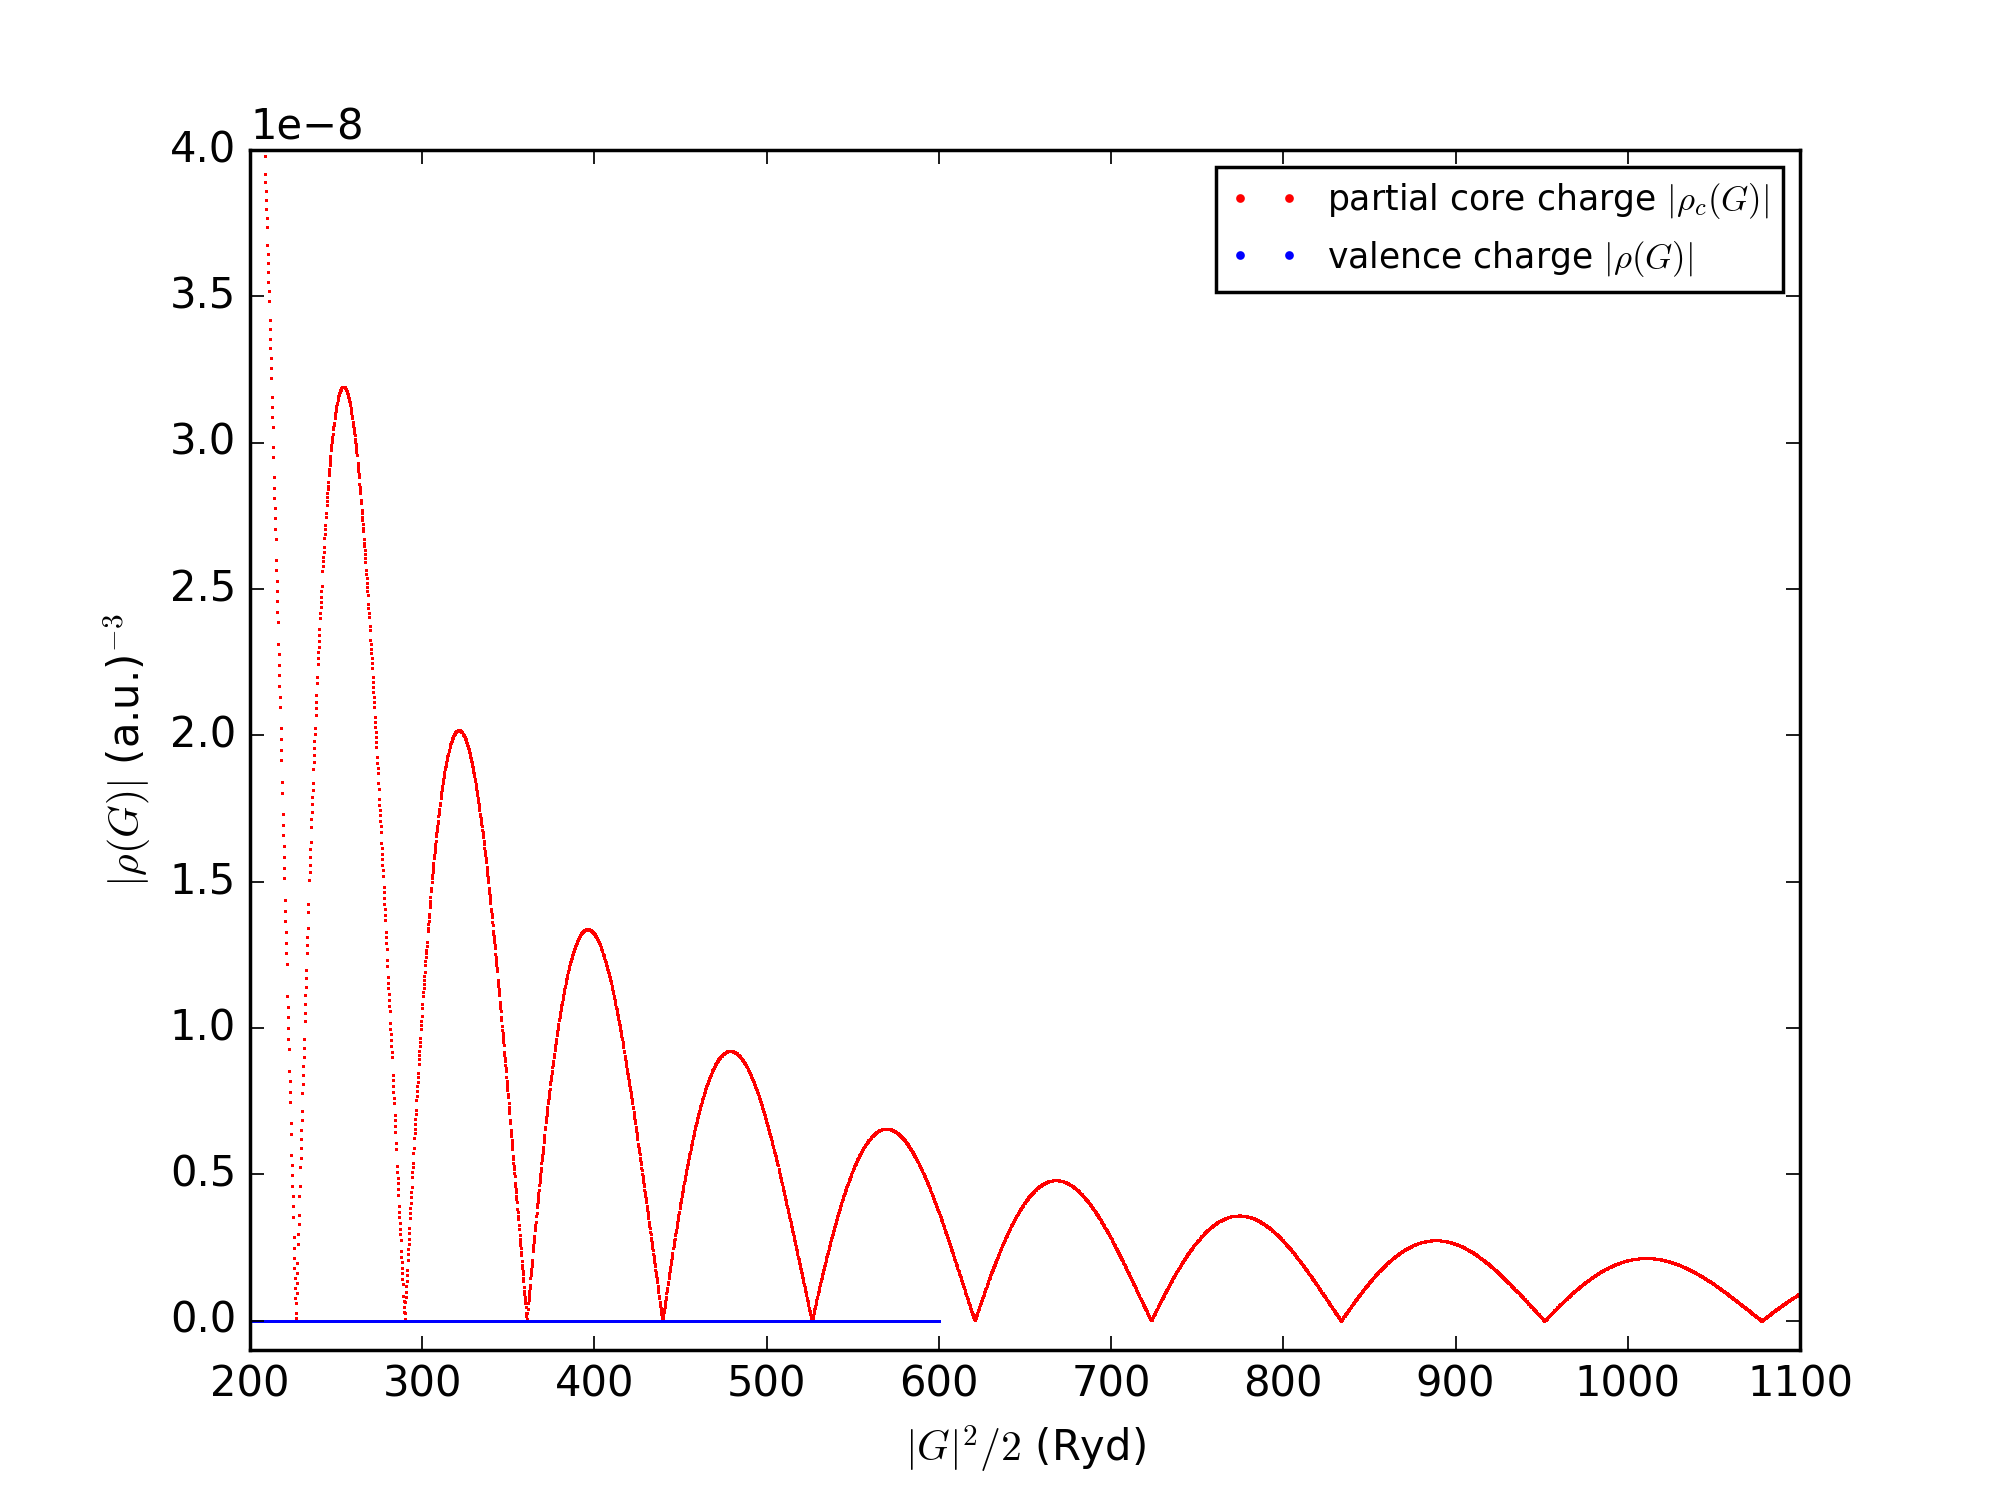 1e−8
4.0
3.5
3.0
2.5
2.0
1.5
1.0
0.5
0.0
|ρ(G)| (a.u.)⁻³
partial core charge |ρ_c(G)|
valence charge |ρ(G)|
200 300 400 500 600 700 800 900 1000 1100
|G|²/2 (Ryd)